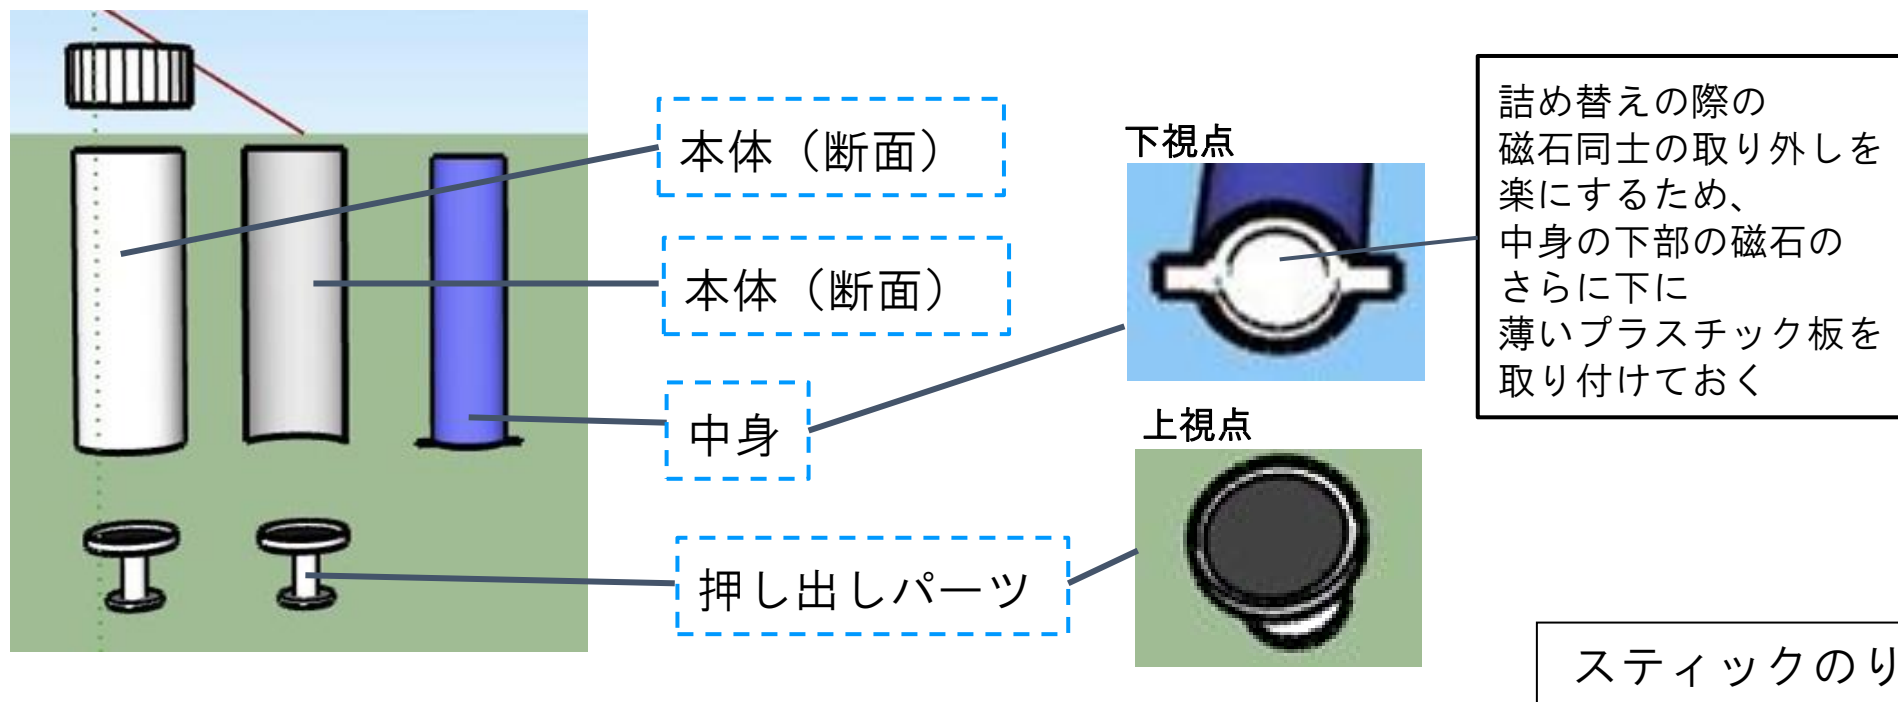 本体（断面）
本体（断面）
中身
押し出しパーツ
下視点
上視点
詰め替えの際の
磁石同士の取り外しを
楽にするため、
中身の下部の磁石の
さらに下に
薄いプラスチック板を
取り付けておく
スティックのり